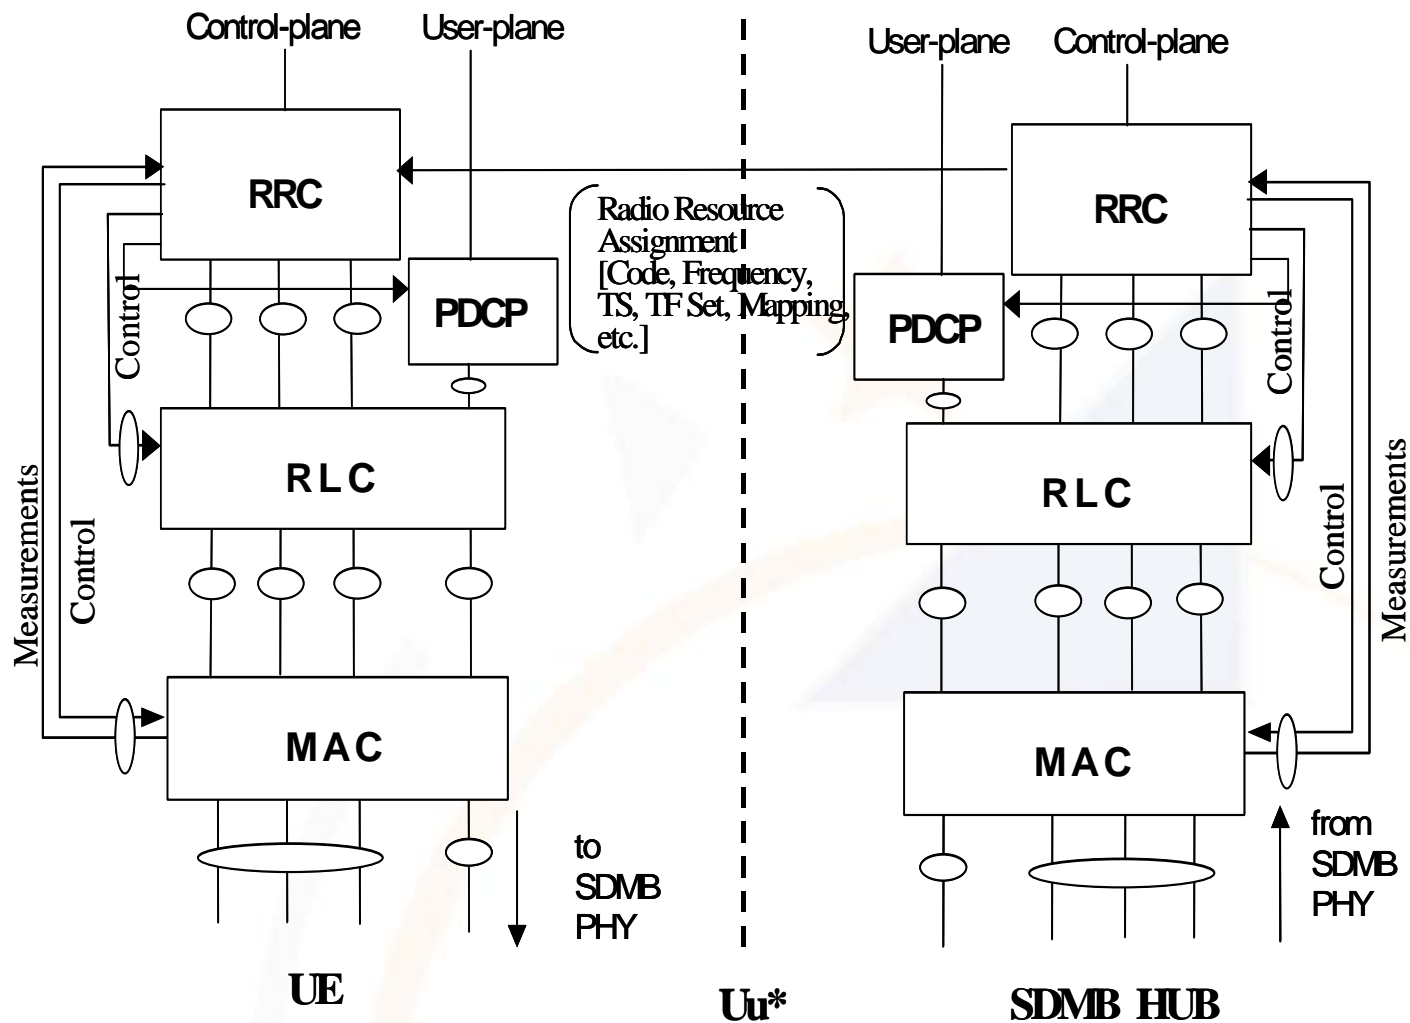 Control-plane
User-plane
User-plane
Control-plane
RRC
RRC
Radio Resource
Assignment
[Code, Frequency,
TS, TF Set, Mapping,
etc.]
PDCP
PDCP
Control
Control
RLC
RLC
Measurements
Control
Control
Measurements
MAC
MAC
to
SDMB
PHY
from
SDMB
PHY
UE
Uu*
SDMB HUB